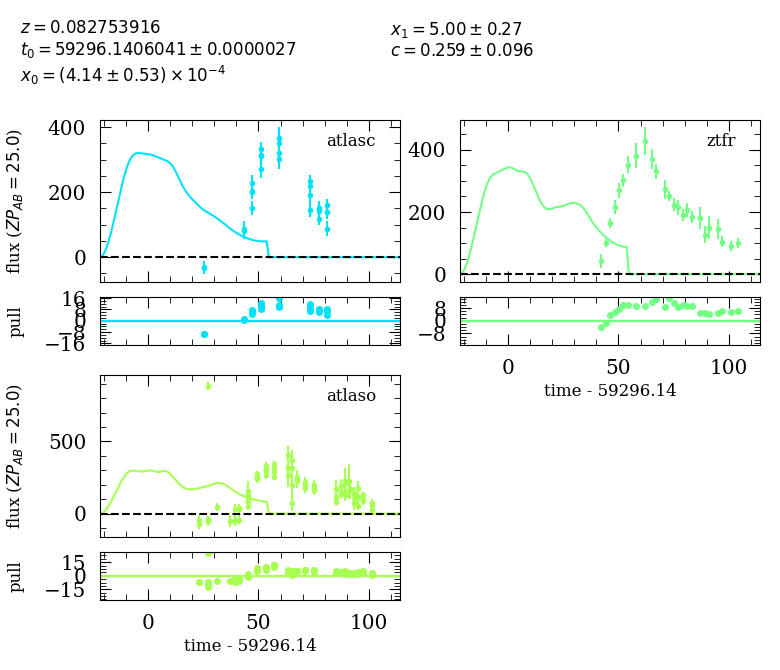 z = 0.082753916
t₀ = 59296.1406041 ± 0.0000027
x₀ = (4.14 ± 0.53) × 10⁻⁴
x₁ = 5.00 ± 0.27
c = 0.259 ± 0.096
atlasc
400
200
0
flux (ZP_AB = 25.0)
16
8
0
−8
−16
pull
ztfr
400
200
0
8
0
−8
0 50 100
time - 59296.14
atlaso
500
0
flux (ZP_AB = 25.0)
15
0
−15
pull
0 50 100
time - 59296.14